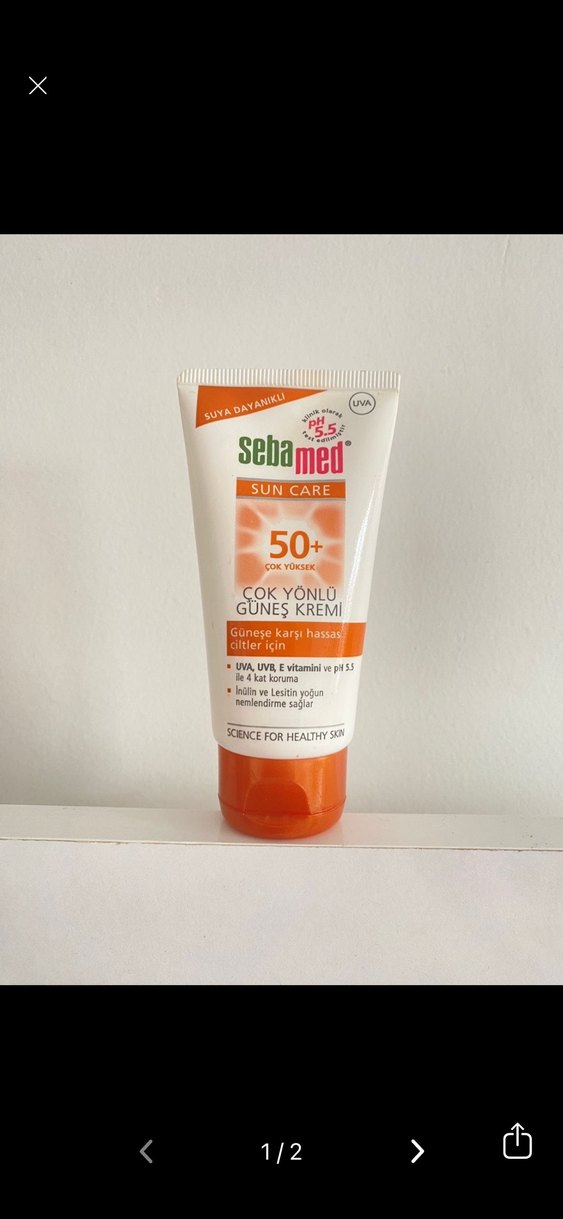 SUYA DAYANIKLI
UVA
klinik olarak
pH
5.5
test edilmiştir
sebamed®
SUN CARE
50+
ÇOK YÜKSEK
ÇOK YÖNLÜ
GÜNEŞ KREMİ
Güneşe karşı hassas
ciltler için
UVA, UVB, E vitamini ve pH 5.5
ile 4 kat koruma
İnülin ve Lesitin yoğun
nemlendirme sağlar
SCIENCE FOR HEALTHY SKIN
1/2